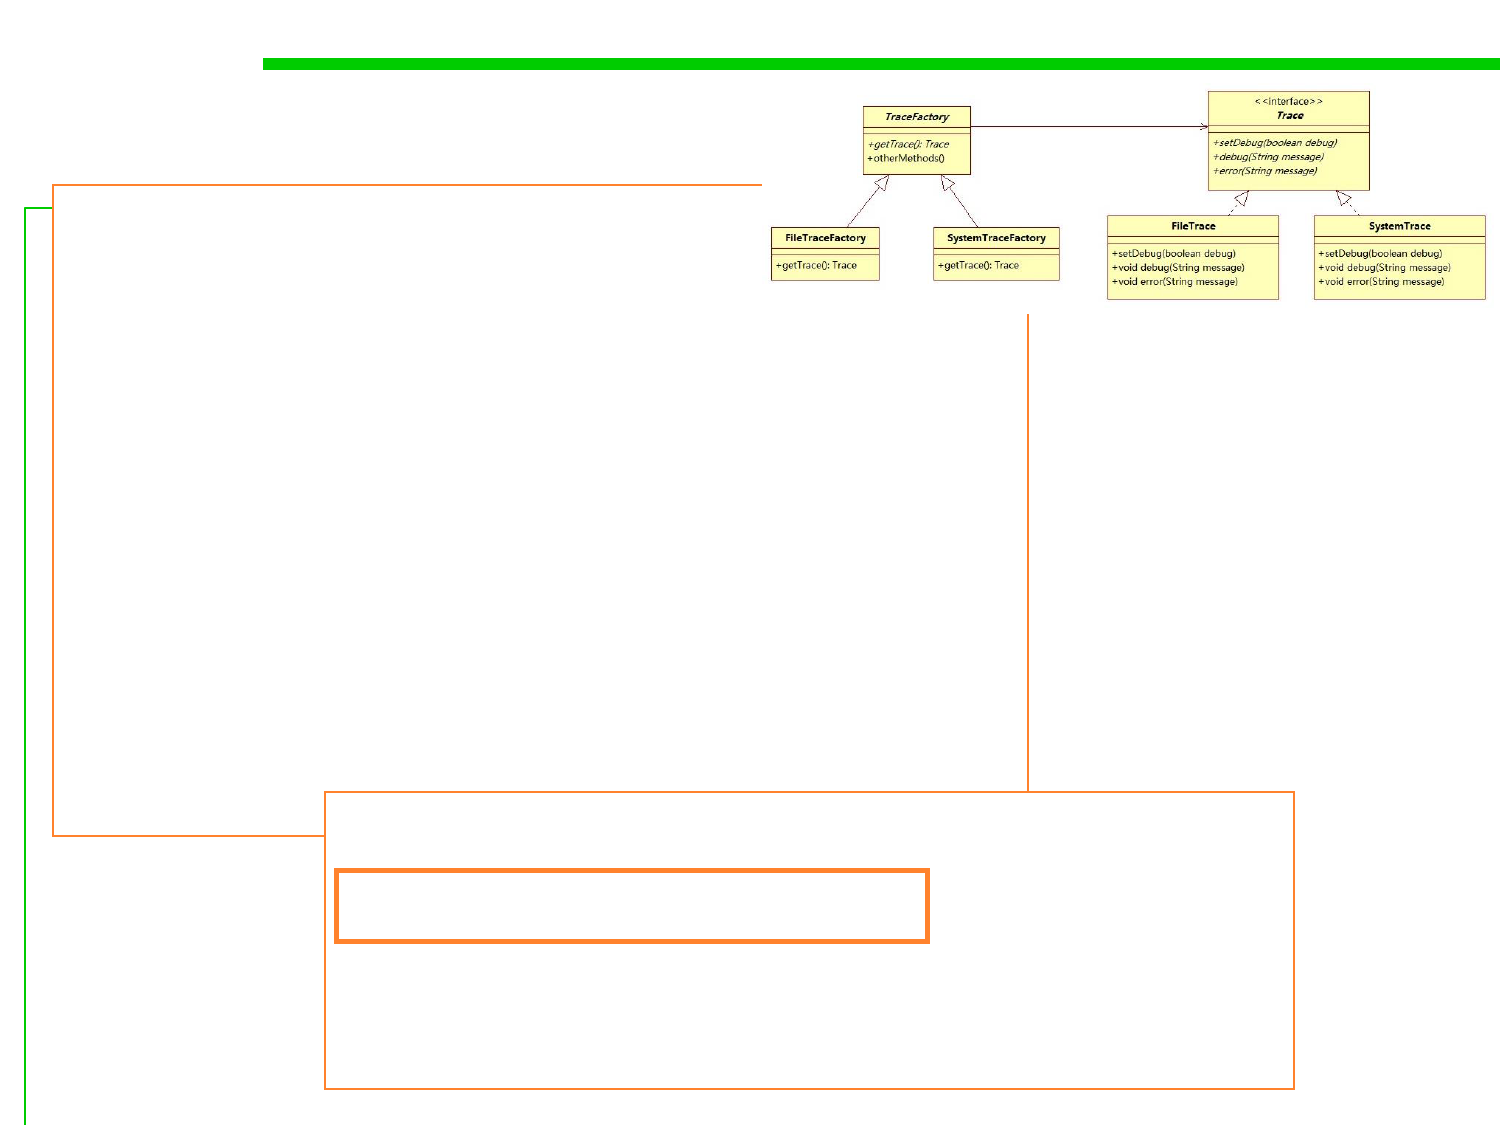 TraceFactory
+getTrace(): Trace
+otherMethods()
<<interface>>
Trace
+setDebug(boolean debug)
+debug(String message)
+error(String message)
FileTraceFactory
+getTrace(): Trace
SystemTraceFactory
+getTrace(): Trace
FileTrace
+setDebug(boolean debug)
+void debug(String message)
+void error(String message)
SystemTrace
+setDebug(boolean debug)
+void debug(String message)
+void error(String message)